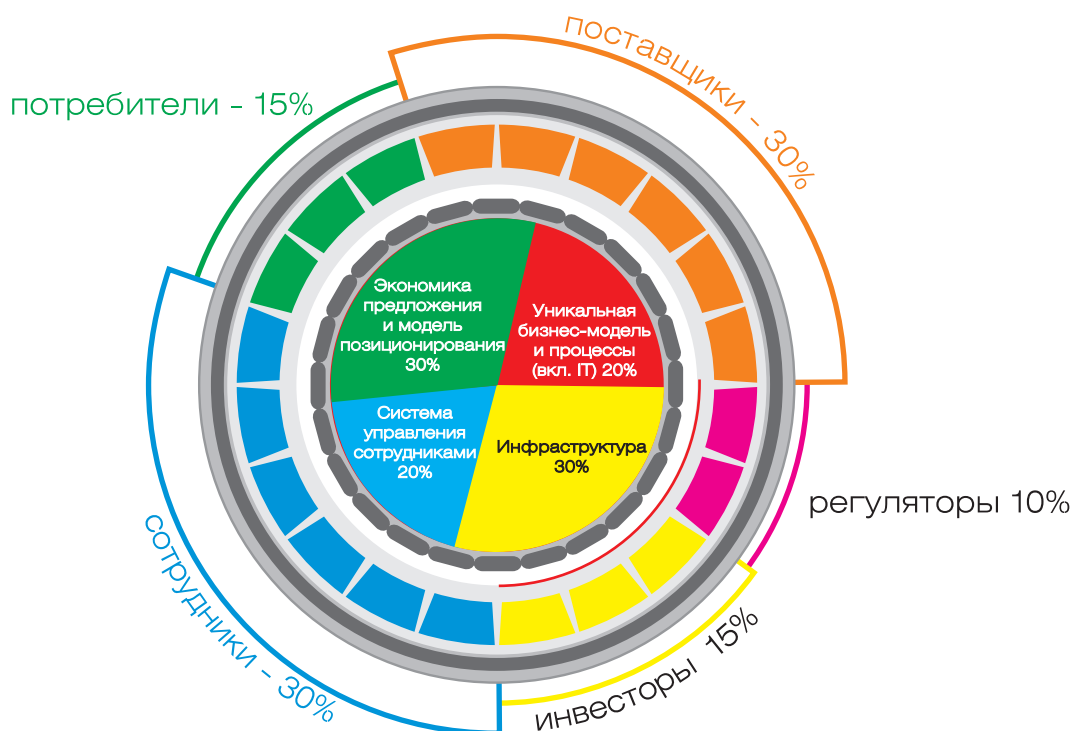 поставщики - 30%
потребители - 15%
Экономика
предложения
и модель
позиционирования
30%
Уникальная
бизнес-модель
и процессы
(вкл. IT) 20%
Система
управления
сотрудниками
20%
Инфраструктура
30%
регуляторы 10%
сотрудники - 30%
инвесторы 15%